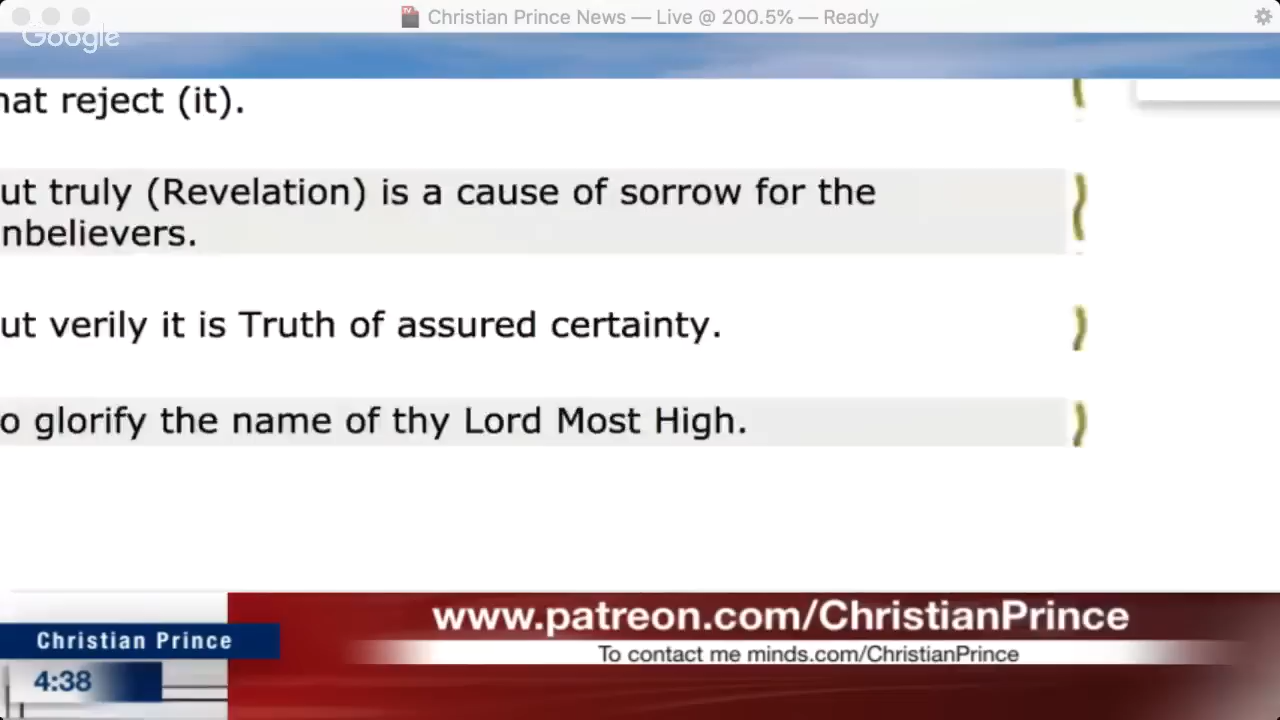 Christian Prince News — Live @ 200.5% — Ready
Google
hat reject (it).
ut truly (Revelation) is a cause of sorrow for the
nbelievers.
ut verily it is Truth of assured certainty.
o glorify the name of thy Lord Most High.
www.patreon.com/ChristianPrince
Christian Prince
To contact me minds.com/ChristianPrince
4:38